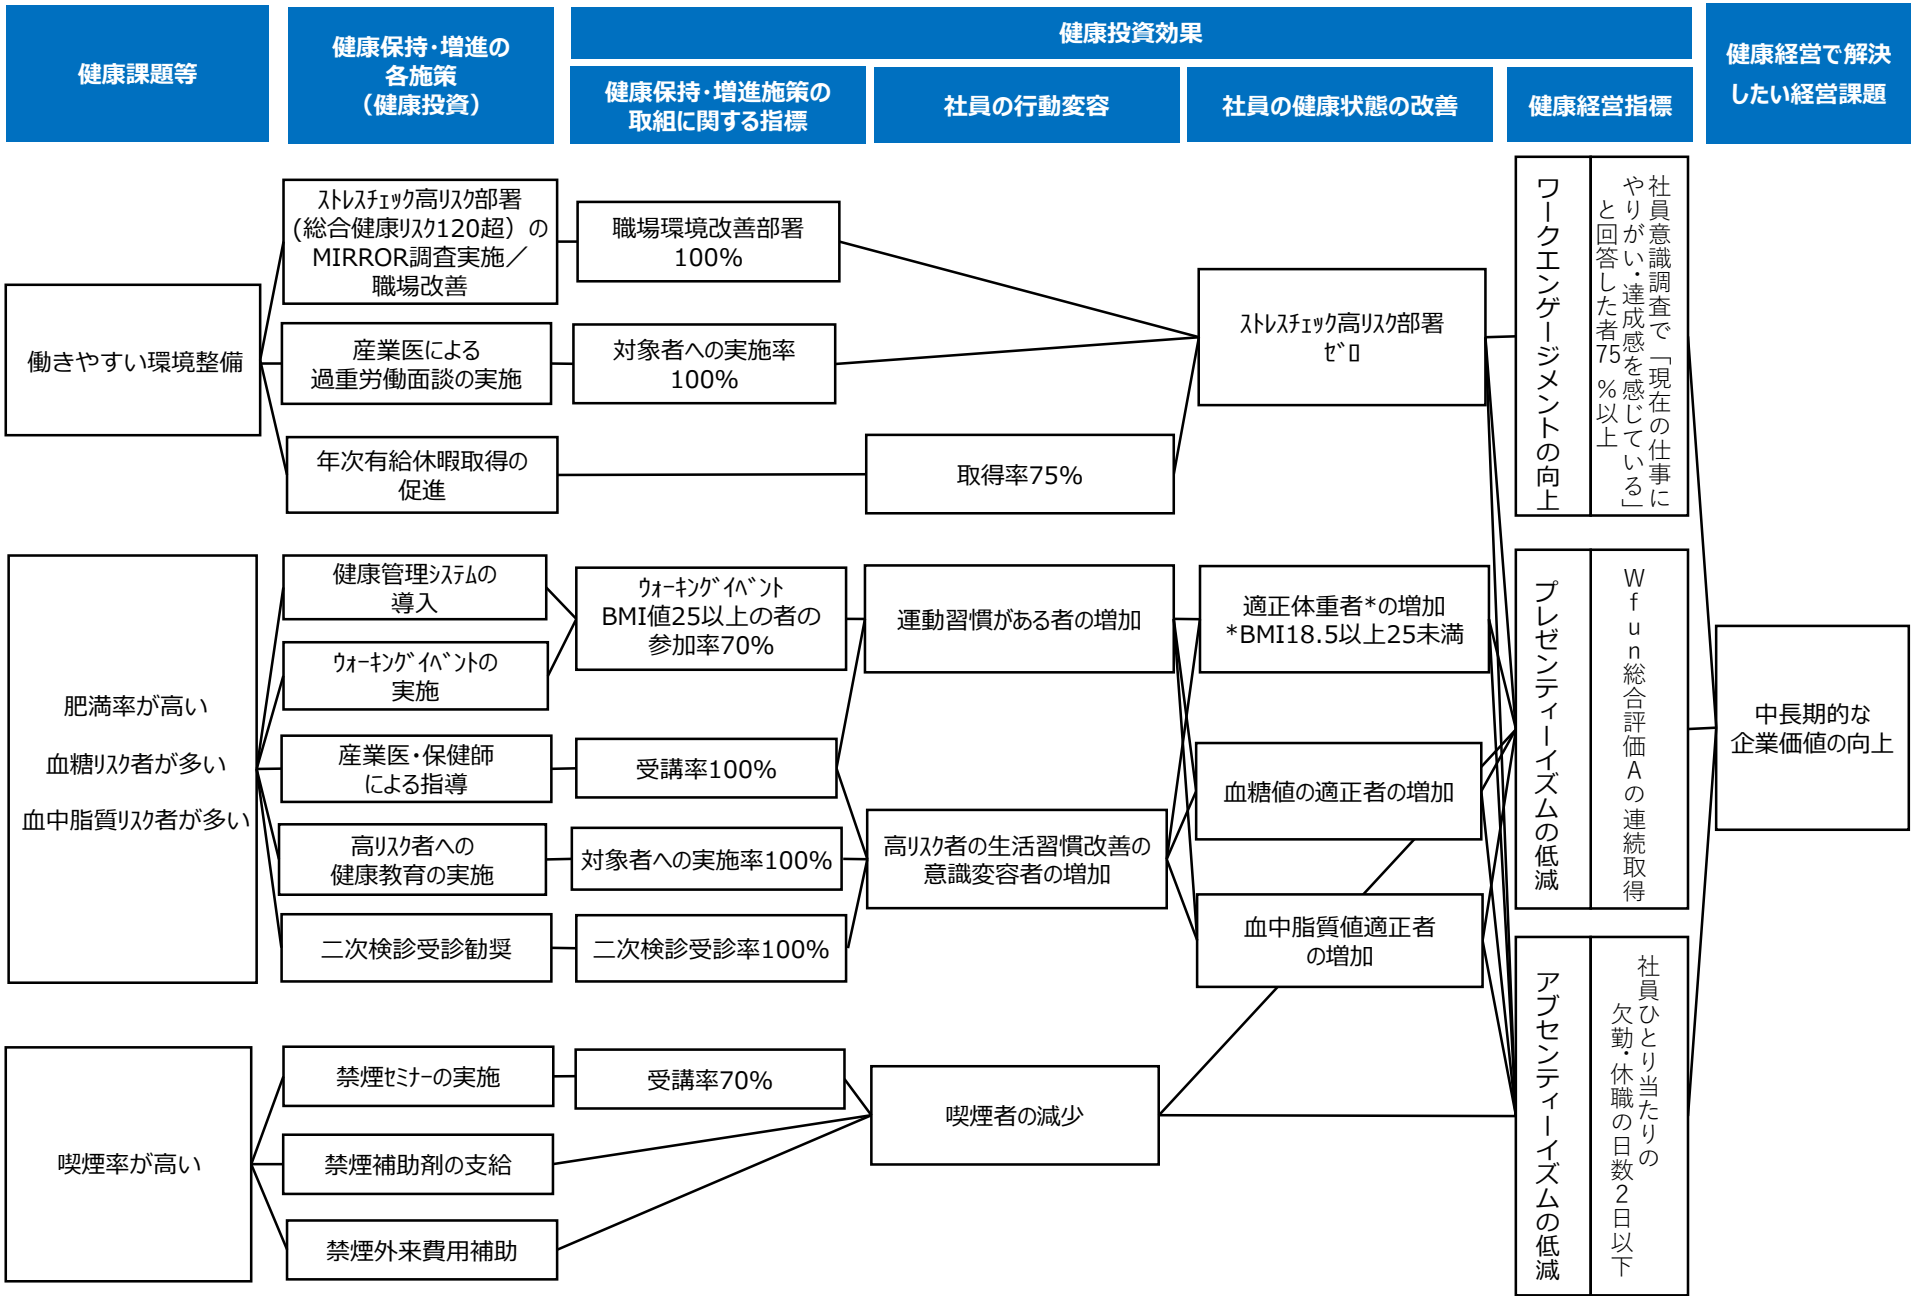 健康課題等
健康保持･増進の
各施策
（健康投資）
健康投資効果
健康保持･増進施策の
取組に関する指標
社員の行動変容
社員の健康状態の改善
健康経営指標
健康経営で解決
したい経営課題
働きやすい環境整備
ｽﾄﾚｽﾁｪｯｸ高ﾘｽｸ部署
(総合健康ﾘｽｸ120超）の
MIRROR調査実施／
職場改善
職場環境改善部署
100%
産業医による
過重労働面談の実施
対象者への実施率
100%
年次有給休暇取得の
促進
取得率75%
ｽﾄﾚｽﾁｪｯｸ高ﾘｽｸ部署
ｾﾞﾛ
肥満率が高い
血糖ﾘｽｸ者が多い
血中脂質ﾘｽｸ者が多い
健康管理ｼｽﾃﾑの
導入
ｳｫｰｷﾝｸﾞｲﾍﾞﾝﾄの
実施
ｳｫｰｷﾝｸﾞｲﾍﾞﾝﾄ
BMI値25以上の者の
参加率70%
産業医･保健師
による指導
受講率100%
高ﾘｽｸ者への
健康教育の実施
対象者への実施率100%
二次検診受診勧奨
二次検診受診率100%
運動習慣がある者の増加
高ﾘｽｸ者の生活習慣改善の
意識変容者の増加
適正体重者*の増加
*BMI18.5以上25未満
血糖値の適正者の増加
血中脂質値適正者
の増加
喫煙率が高い
禁煙ｾﾐﾅｰの実施
受講率70%
禁煙補助剤の支給
禁煙外来費用補助
喫煙者の減少
ワークエンゲージメントの向上
社員意識調査で「現在の仕事に
やりがい･達成感を感じている」
と回答した者75％以上
プレゼンティーイズムの低減
Wfun総合評価Aの連続取得
アブセンティーイズムの低減
社員ひとり当たりの
欠勤･休職の日数2日以下
中長期的な
企業価値の向上